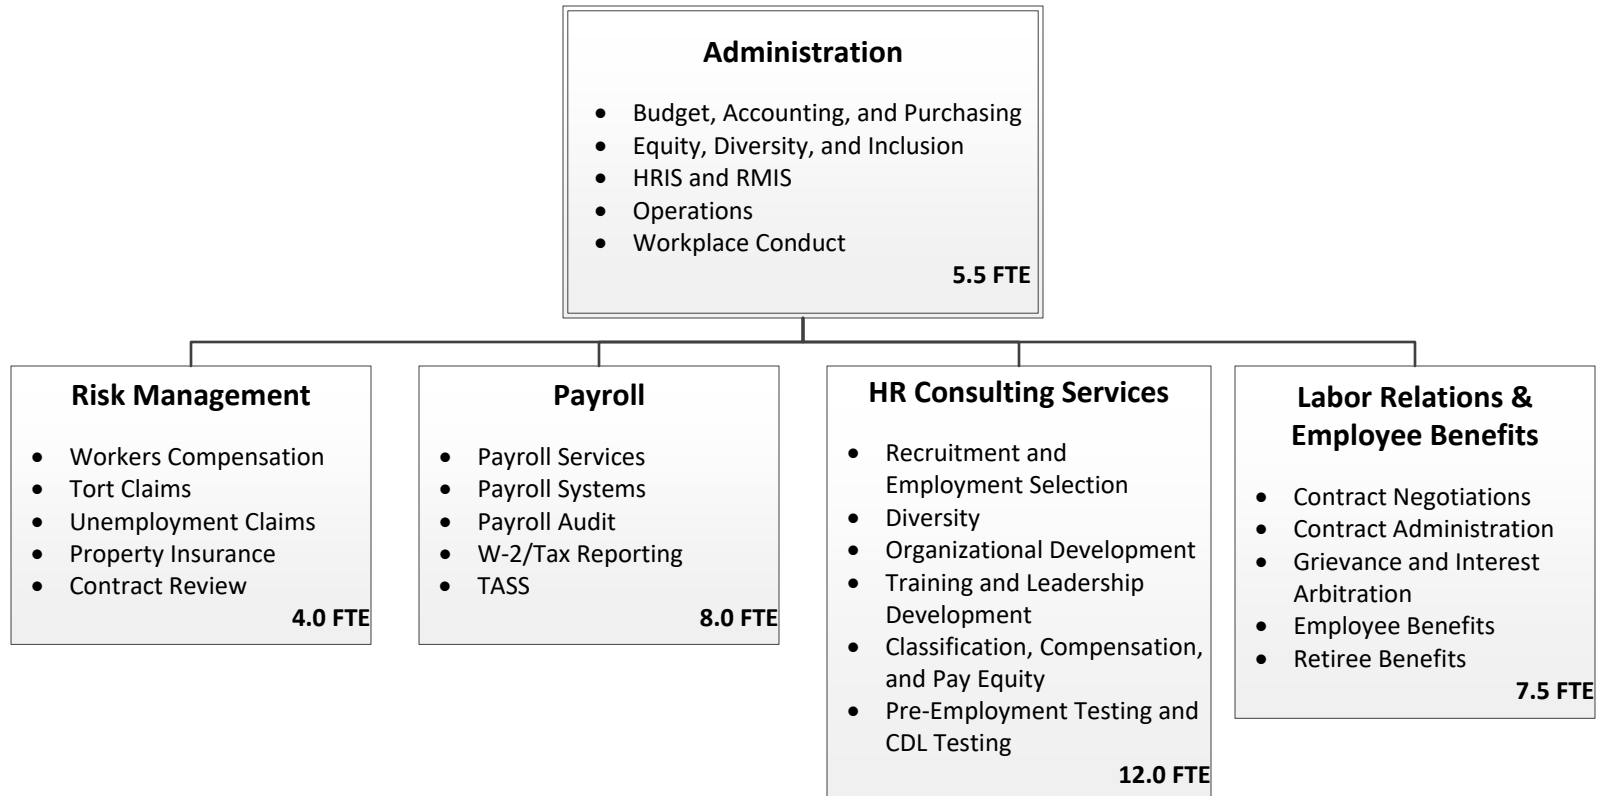 Administration
• Budget, Accounting, and Purchasing
• Equity, Diversity, and Inclusion
• HRIS and RMIS
• Operations
• Workplace Conduct
5.5 FTE
Risk Management
• Workers Compensation
• Tort Claims
• Unemployment Claims
• Property Insurance
• Contract Review
4.0 FTE
Payroll
• Payroll Services
• Payroll Systems
• Payroll Audit
• W-2/Tax Reporting
• TASS
8.0 FTE
HR Consulting Services
• Recruitment and
Employment Selection
• Diversity
• Organizational Development
• Training and Leadership
Development
• Classification, Compensation,
and Pay Equity
• Pre-Employment Testing and
CDL Testing
12.0 FTE
Labor Relations &
Employee Benefits
• Contract Negotiations
• Contract Administration
• Grievance and Interest
Arbitration
• Employee Benefits
• Retiree Benefits
7.5 FTE